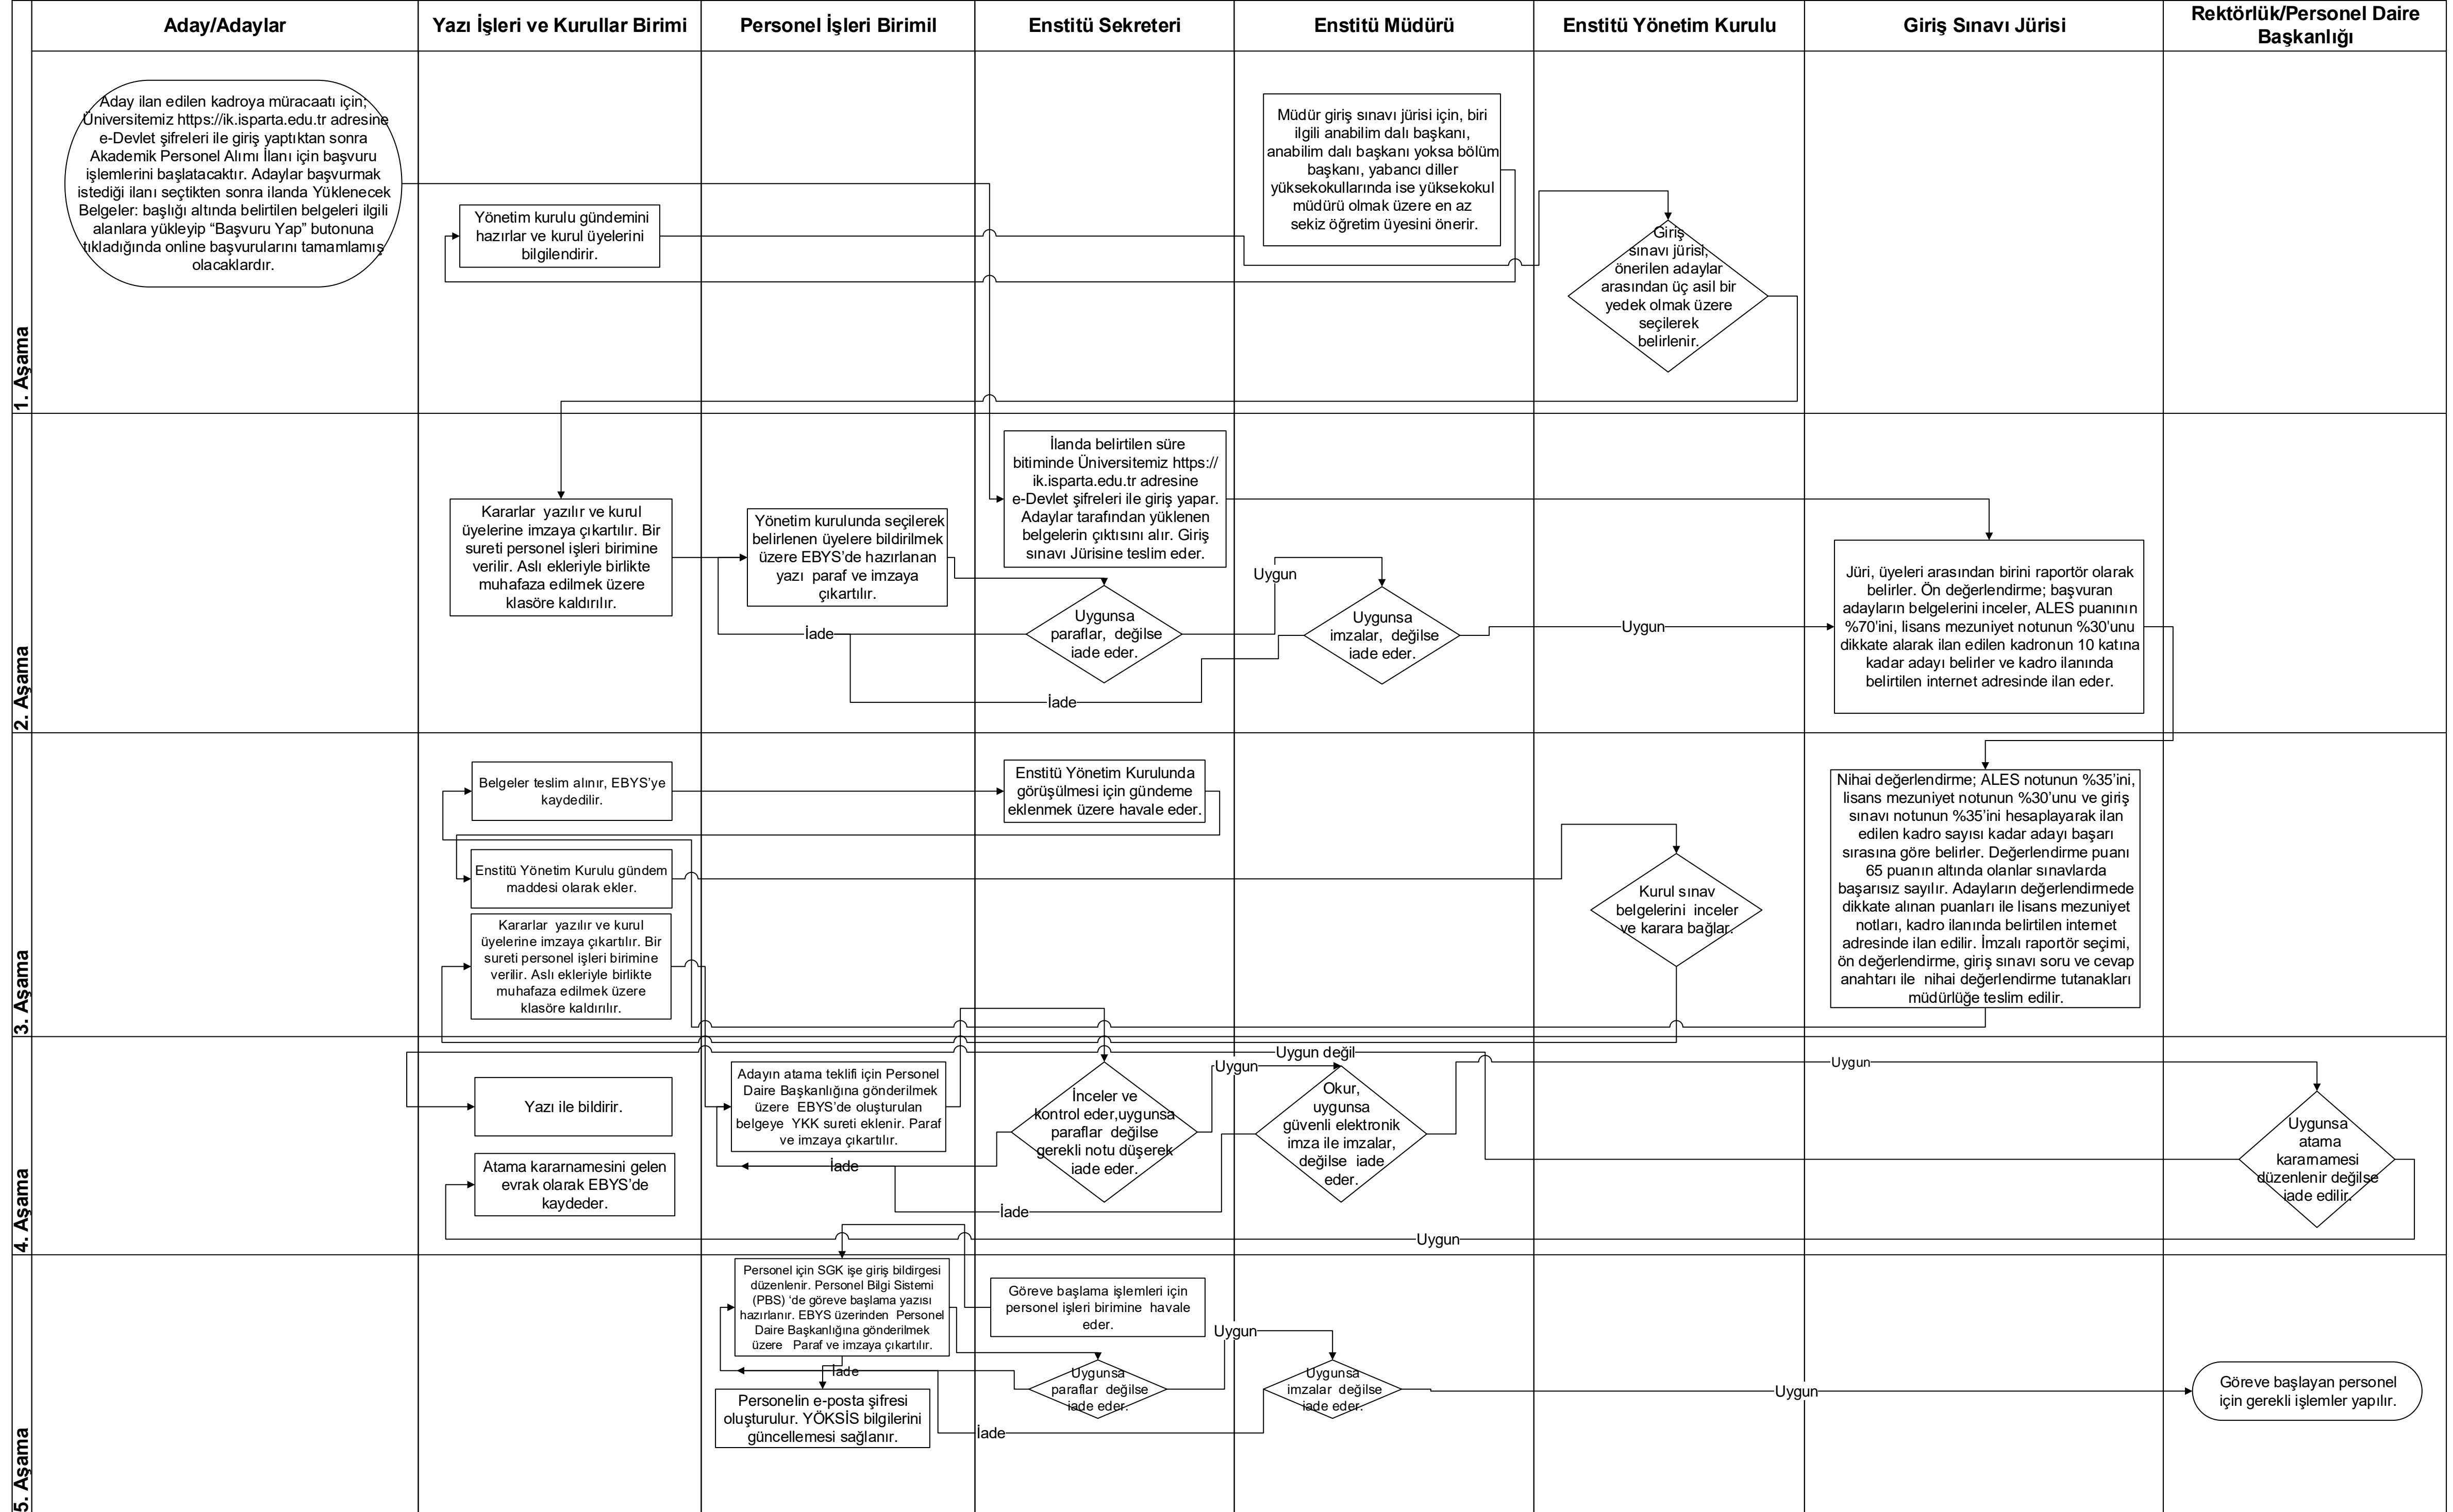 Aday/Adaylar
Yazı İşleri ve Kurullar Birimi
Personel İşleri Birimil
Enstitü Sekreteri
Enstitü Müdürü
Enstitü Yönetim Kurulu
Giriş Sınavı Jürisi
Rektörlük/Personel Daire
Başkanlığı
1. Aşama
Aday ilan edilen kadroya müracaatı için;
Üniversitemiz https://ik.isparta.edu.tr adresine
e-Devlet şifreleri ile giriş yaptıktan sonra
Akademik Personel Alımı İlanı için başvuru
işlemlerini başlatacaktır. Adaylar başvurmak
istediği ilanı seçtikten sonra ilanda Yüklenecek
Belgeler: başlığı altında belirtilen belgeleri ilgili
alanlara yükleyip “Başvuru Yap” butonuna
tıkladığında online başvurularını tamamlamış
olacaklardır.
Yönetim kurulu gündemini
hazırlar ve kurul üyelerini
bilgilendirir.
Müdür giriş sınavı jürisi için, biri
ilgili anabilim dalı başkanı,
anabilim dalı başkanı yoksa bölüm
başkanı, yabancı diller
yüksekokullarında ise yüksekokul
müdürü olmak üzere en az
sekiz öğretim üyesini önerir.
Giriş
sınavı jürisi,
önerilen adaylar
arasından üç asil bir
yedek olmak üzere
seçilerek
belirlenir.
2. Aşama
Kararlar  yazılır ve kurul
üyelerine imzaya çıkartılır. Bir
sureti personel işleri birimine
verilir. Aslı ekleriyle birlikte
muhafaza edilmek üzere
klasöre kaldırılır.
Yönetim kurulunda seçilerek
belirlenen üyelere bildirilmek
üzere EBYS’de hazırlanan
yazı  paraf ve imzaya
çıkartılır.
İlanda belirtilen süre
bitiminde Üniversitemiz https://
ik.isparta.edu.tr adresine
e-Devlet şifreleri ile giriş yapar.
Adaylar tarafından yüklenen
belgelerin çıktısını alır. Giriş
sınavı Jürisine teslim eder.
Uygunsa
paraflar,  değilse
iade eder.
İade
Uygun
Uygunsa
imzalar,  değilse
iade eder.
İade
Uygun
Jüri, üyeleri arasından birini raportör olarak
belirler. Ön değerlendirme; başvuran
adayların belgelerini inceler, ALES puanının
%70’ini, lisans mezuniyet notunun %30’unu
dikkate alarak ilan edilen kadronun 10 katına
kadar adayı belirler ve kadro ilanında
belirtilen internet adresinde ilan eder.
3. Aşama
Belgeler teslim alınır, EBYS’ye
kaydedilir.
Enstitü Yönetim Kurulunda
görüşülmesi için gündeme
eklenmek üzere havale eder.
Enstitü Yönetim Kurulu gündem
maddesi olarak ekler.
Kararlar  yazılır ve kurul
üyelerine imzaya çıkartılır. Bir
sureti personel işleri birimine
verilir. Aslı ekleriyle birlikte
muhafaza edilmek üzere
klasöre kaldırılır.
Kurul sınav
belgelerini  inceler
ve karara bağlar.
Nihai değerlendirme; ALES notunun %35’ini,
lisans mezuniyet notunun %30’unu ve giriş
sınavı notunun %35’ini hesaplayarak ilan
edilen kadro sayısı kadar adayı başarı
sırasına göre belirler. Değerlendirme puanı
65 puanın altında olanlar sınavlarda
başarısız sayılır. Adayların değerlendirmede
dikkate alınan puanları ile lisans mezuniyet
notları, kadro ilanında belirtilen internet
adresinde ilan edilir. İmzalı raportör seçimi,
ön değerlendirme, giriş sınavı soru ve cevap
anahtarı ile  nihai değerlendirme tutanakları
müdürlüğe teslim edilir.
4. Aşama
Yazı ile bildirir.
Atama kararnamesini gelen
evrak olarak EBYS’de
kaydeder.
Adayın atama teklifi için Personel
Daire Başkanlığına gönderilmek
üzere  EBYS’de oluşturulan
belgeye  YKK sureti eklenir. Paraf
ve imzaya çıkartılır.
İade
İnceler ve
kontrol eder,uygunsa
paraflar  değilse
gerekli notu düşerek
iade eder.
İade
Uygun
Uygun değil
Okur,
uygunsa
güvenli elektronik
imza ile imzalar,
değilse  iade
eder.
Uygun
Uygun
Uygunsa
atama
kararnamesi
düzenlenir değilse
iade edilir.
5. Aşama
Personel için SGK işe giriş bildirgesi
düzenlenir. Personel Bilgi Sistemi
(PBS) ‘de göreve başlama yazısı
hazırlanır. EBYS üzerinden  Personel
Daire Başkanlığına gönderilmek
üzere   Paraf ve imzaya çıkartılır.
İade
Personelin e-posta şifresi
oluşturulur. YÖKSİS bilgilerini
güncellemesi sağlanır.
Göreve başlama işlemleri için
personel işleri birimine  havale
eder.
Uygunsa
paraflar  değilse
iade eder.
İade
Uygun
Uygunsa
imzalar  değilse
iade eder.
Uygun
Göreve başlayan personel
için gerekli işlemler yapılır.